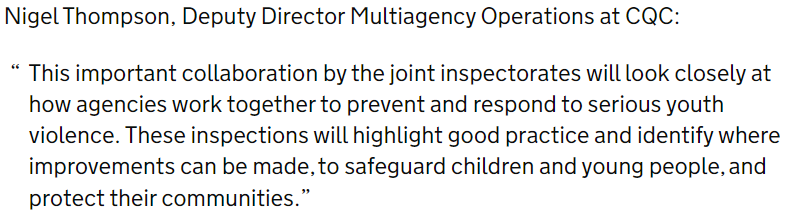 Nigel Thompson, Deputy Director Multiagency Operations at CQC:
“ This important collaboration by the joint inspectorates will look closely at
how agencies work together to prevent and respond to serious youth
violence. These inspections will highlight good practice and identify where
improvements can be made, to safeguard children and young people, and
protect their communities.”